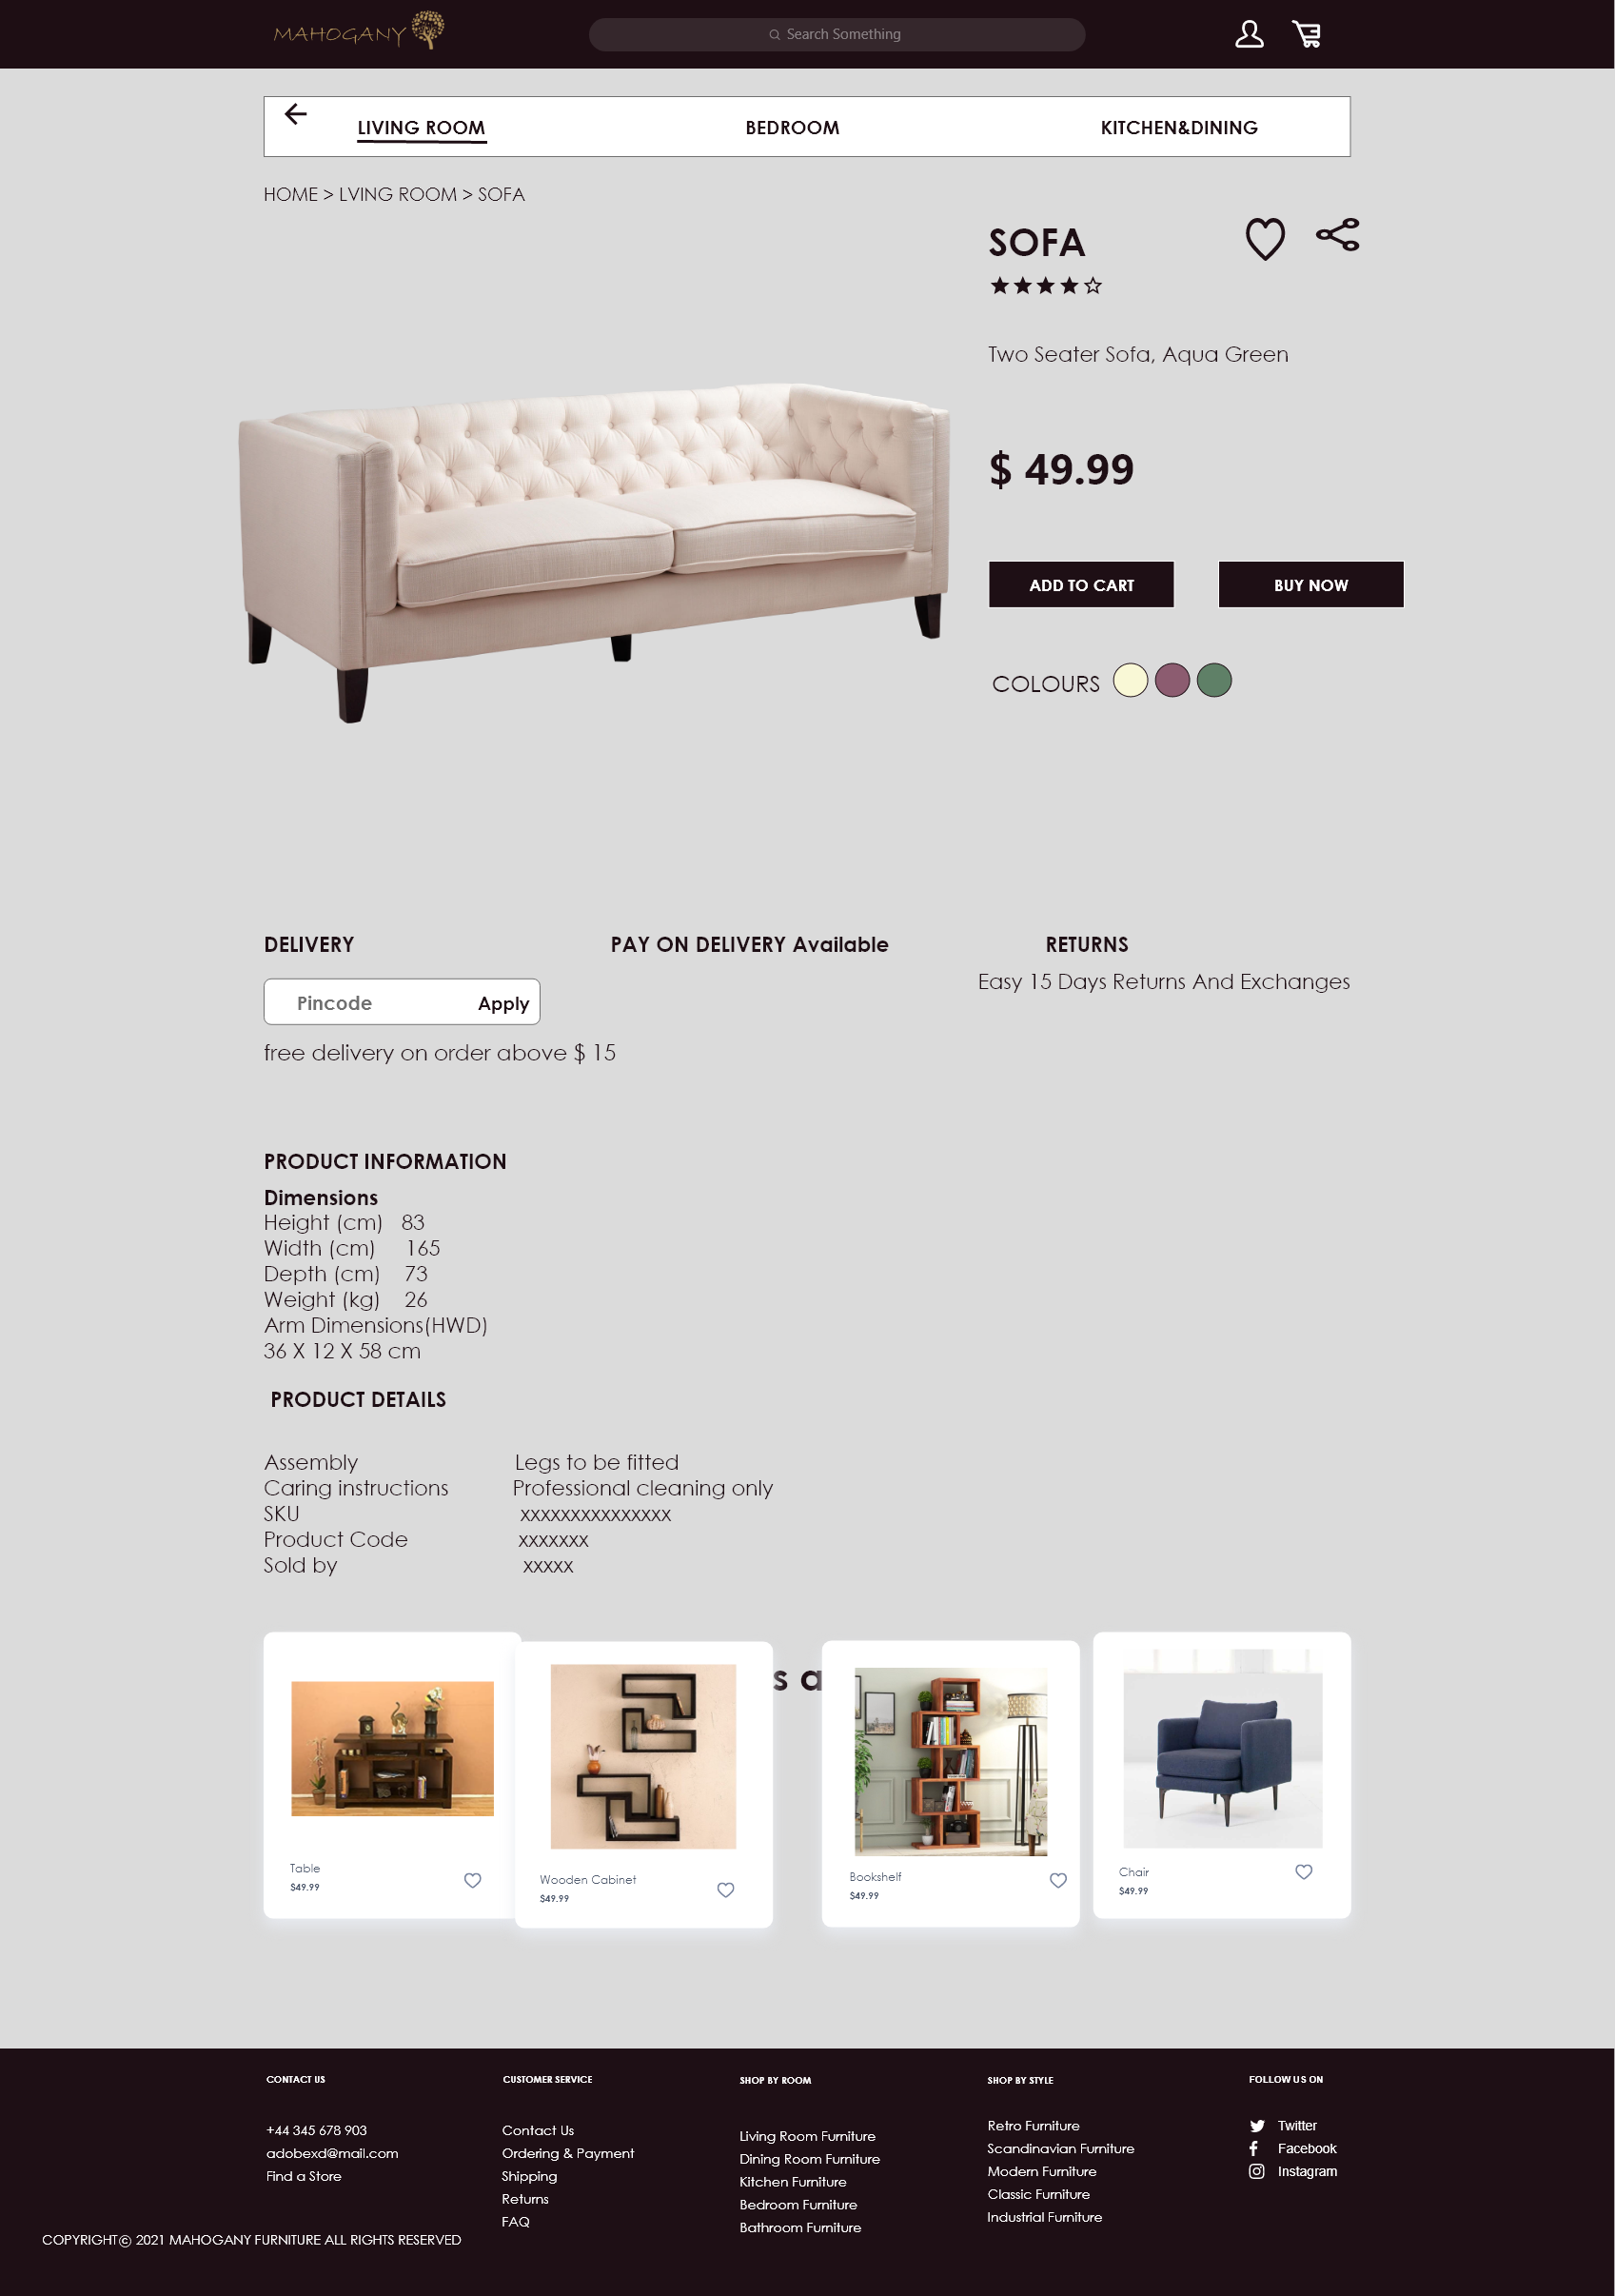 MAHOGANY
Search Something
LIVING ROOM
BEDROOM
KITCHEN&DINING
HOME > LVING ROOM > SOFA
SOFA
Two Seater Sofa, Aqua Green
$ 49.99
ADD TO CART
BUY NOW
COLOURS
DELIVERY
PAY ON DELIVERY Available
RETURNS
Easy 15 Days Returns And Exchanges
Pincode
Apply
free delivery on order above $ 15
PRODUCT INFORMATION
Dimensions
Height (cm) 83
Width (cm) 165
Depth (cm) 73
Weight (kg) 26
Arm Dimensions(HWD)
36 X 12 X 58 cm
PRODUCT DETAILS
Assembly Legs to be fitted
Caring instructions Professional cleaning only
SKU xxxxxxxxxxxxxxx
Product Code xxxxxxx
Sold by xxxxx
s a
Table
$49.99
Wooden Cabinet
$49.99
Bookshelf
$49.99
Chair
$49.99
CONTACT US
+44 345 678 903
adobexd@mail.com
Find a Store
CUSTOMER SERVICE
Contact Us
Ordering & Payment
Shipping
Returns
FAQ
SHOP BY ROOM
Living Room Furniture
Dining Room Furniture
Kitchen Furniture
Bedroom Furniture
Bathroom Furniture
SHOP BY STYLE
Retro Furniture
Scandinavian Furniture
Modern Furniture
Classic Furniture
Industrial Furniture
FOLLOW US ON
Twitter
Facebook
Instagram
COPYRIGHT© 2021 MAHOGANY FURNITURE ALL RIGHTS RESERVED